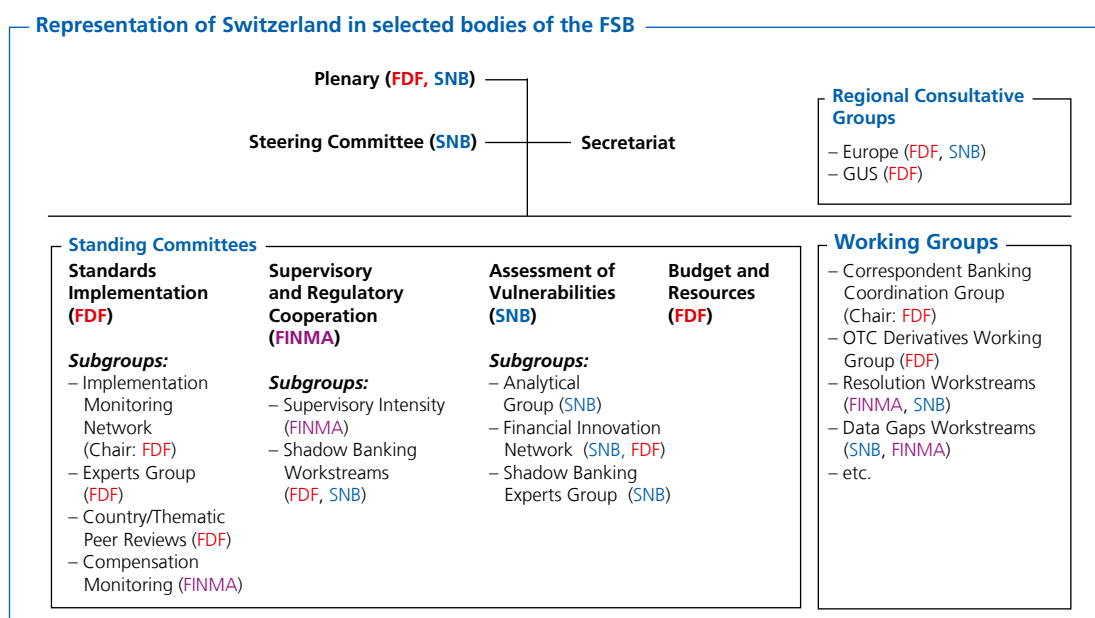 Representation of Switzerland in selected bodies of the FSB
Plenary (FDF, SNB)
Steering Committee (SNB)
Secretariat
Regional Consultative
Groups
– Europe (FDF, SNB)
– GUS (FDF)
Standing Committees
Standards
Implementation
(FDF)
Subgroups:
– Implementation
Monitoring
Network
(Chair: FDF)
– Experts Group
(FDF)
– Country/Thematic
Peer Reviews (FDF)
– Compensation
Monitoring (FINMA)
Supervisory
and Regulatory
Cooperation
(FINMA)
Subgroups:
– Supervisory Intensity
(FINMA)
– Shadow Banking
Workstreams
(FDF, SNB)
Assessment of
Vulnerabilities
(SNB)
Subgroups:
– Analytical
Group (SNB)
– Financial Innovation
Network (SNB, FDF)
– Shadow Banking
Experts Group (SNB)
Budget and
Resources
(FDF)
Working Groups
– Correspondent Banking
Coordination Group
(Chair: FDF)
– OTC Derivatives Working
Group (FDF)
– Resolution Workstreams
(FINMA, SNB)
– Data Gaps Workstreams
(SNB, FINMA)
– etc.